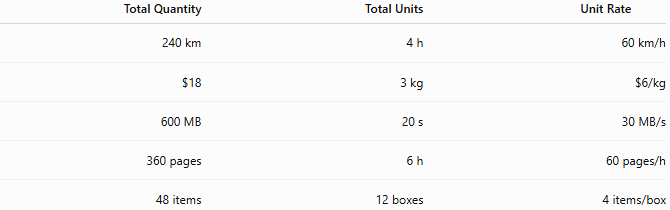 Total Quantity Total Units Unit Rate
240 km 4 h 60 km/h
$18 3 kg $6/kg
600 MB 20 s 30 MB/s
360 pages 6 h 60 pages/h
48 items 12 boxes 4 items/box